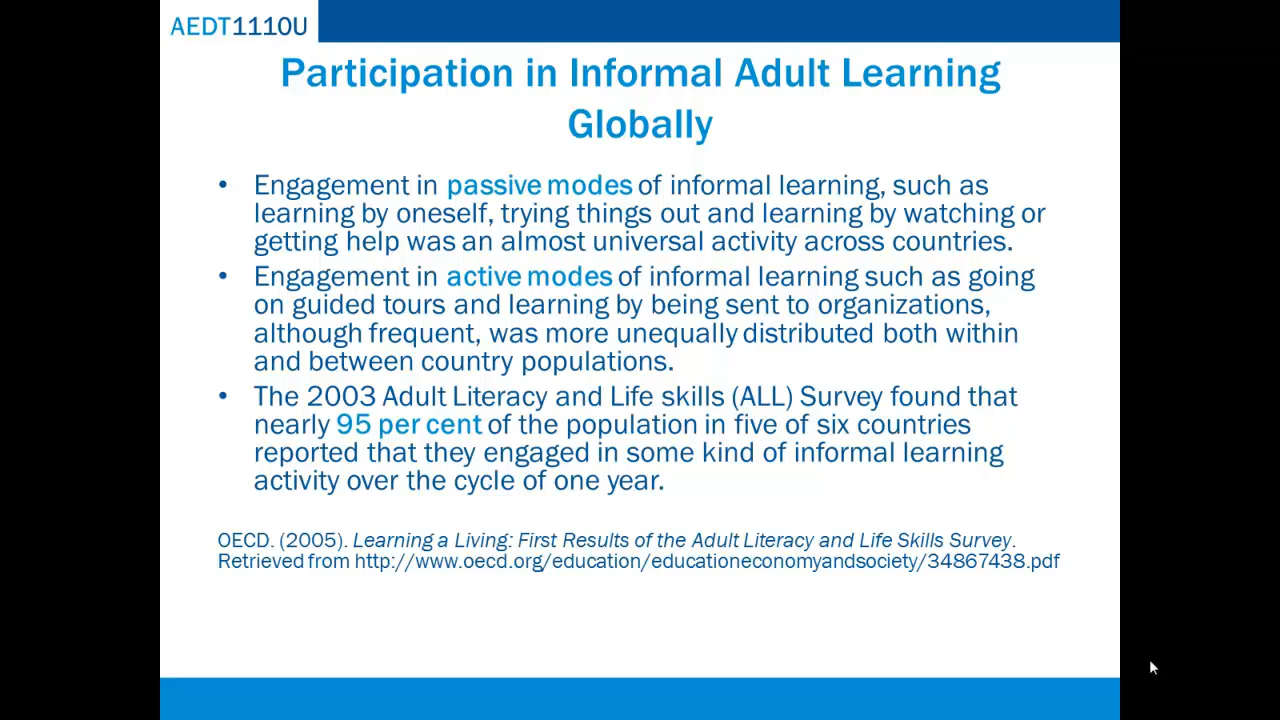 AEDT1110U
Participation in Informal Adult Learning
Globally
• Engagement in passive modes of informal learning, such as
learning by oneself, trying things out and learning by watching or
getting help was an almost universal activity across countries.
• Engagement in active modes of informal learning such as going
on guided tours and learning by being sent to organizations,
although frequent, was more unequally distributed both within
and between country populations.
• The 2003 Adult Literacy and Life skills (ALL) Survey found that
nearly 95 per cent of the population in five of six countries
reported that they engaged in some kind of informal learning
activity over the cycle of one year.
OECD. (2005). Learning a Living: First Results of the Adult Literacy and Life Skills Survey.
Retrieved from http://www.oecd.org/education/educationeconomyandsociety/34867438.pdf